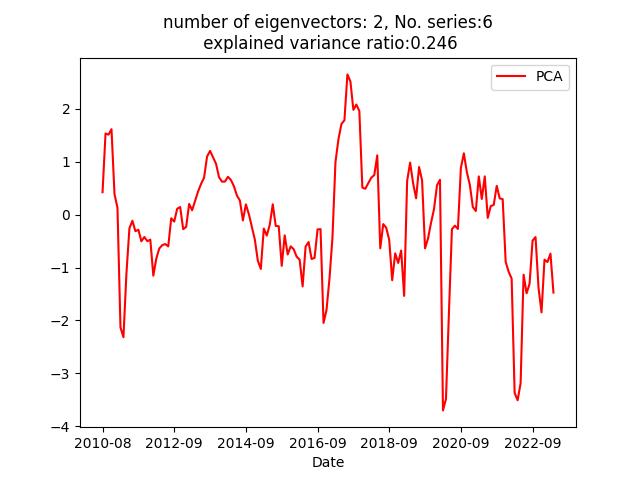 number of eigenvectors: 2, No. series:6
explained variance ratio:0.246
PCA
2
1
0
−1
−2
−3
−4
2010-08 2012-09 2014-09 2016-09 2018-09 2020-09 2022-09
Date